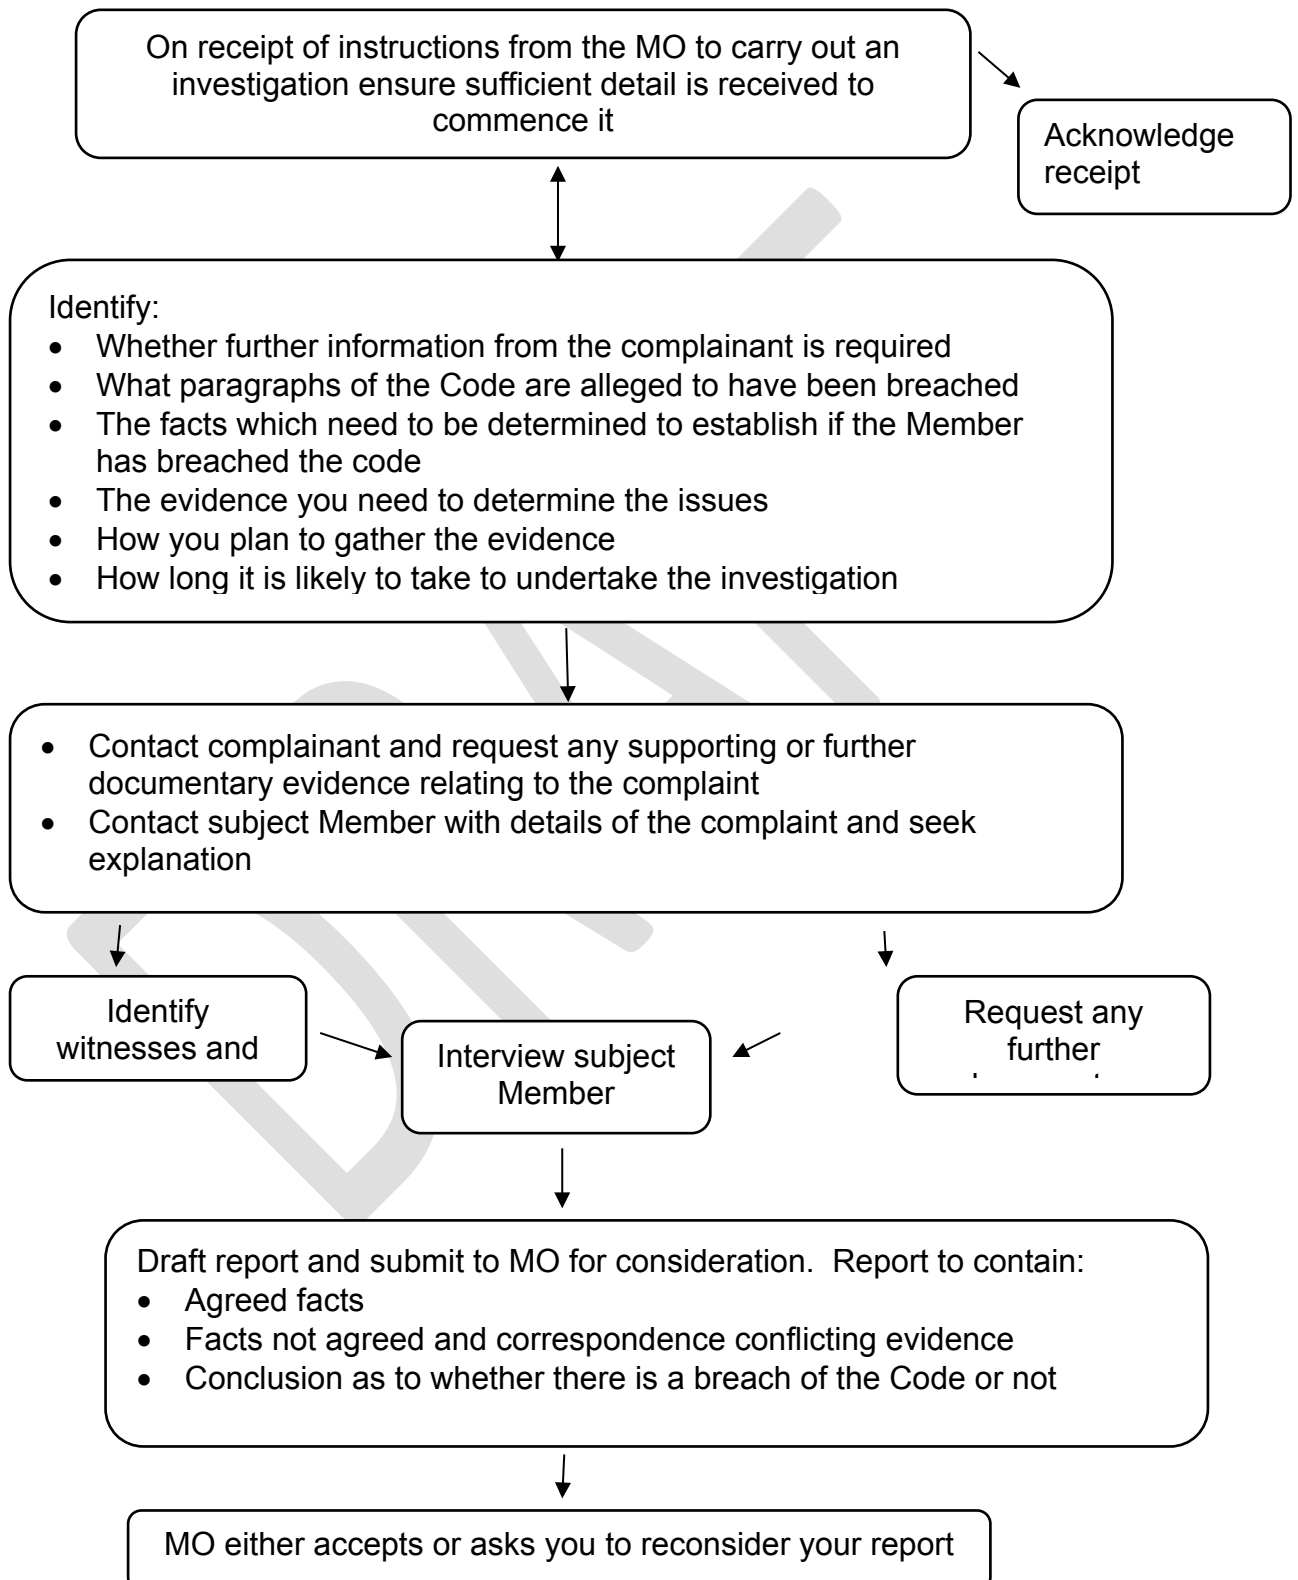 On receipt of instructions from the MO to carry out an
investigation ensure sufficient detail is received to
commence it
Acknowledge
receipt
Identify:
• Whether further information from the complainant is required
• What paragraphs of the Code are alleged to have been breached
• The facts which need to be determined to establish if the Member
has breached the code
• The evidence you need to determine the issues
• How you plan to gather the evidence
• How long it is likely to take to undertake the investigation
• Contact complainant and request any supporting or further
documentary evidence relating to the complaint
• Contact subject Member with details of the complaint and seek
explanation
Identify
witnesses and
Interview subject
Member
Request any
further
Draft report and submit to MO for consideration.  Report to contain:
• Agreed facts
• Facts not agreed and correspondence conflicting evidence
• Conclusion as to whether there is a breach of the Code or not
MO either accepts or asks you to reconsider your report
DRAFT